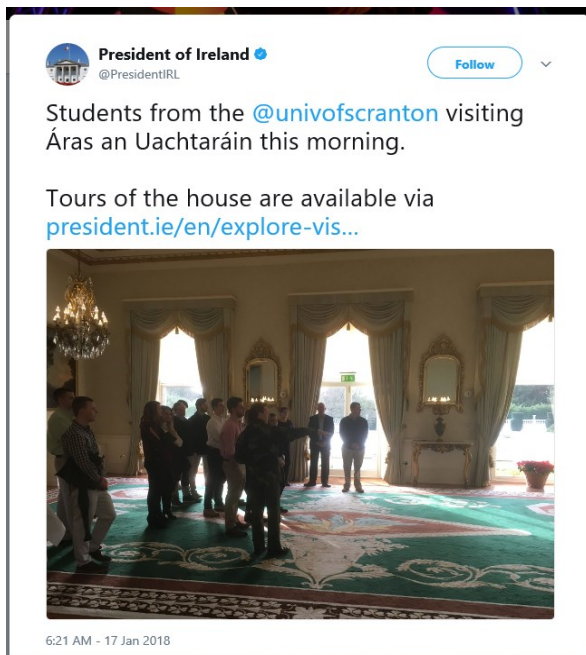 President of Ireland
@PresidentIRL
Follow
Students from the @univofscranton visiting
Áras an Uachtaráin this morning.
Tours of the house are available via
president.ie/en/explore-vis...
6:21 AM - 17 Jan 2018